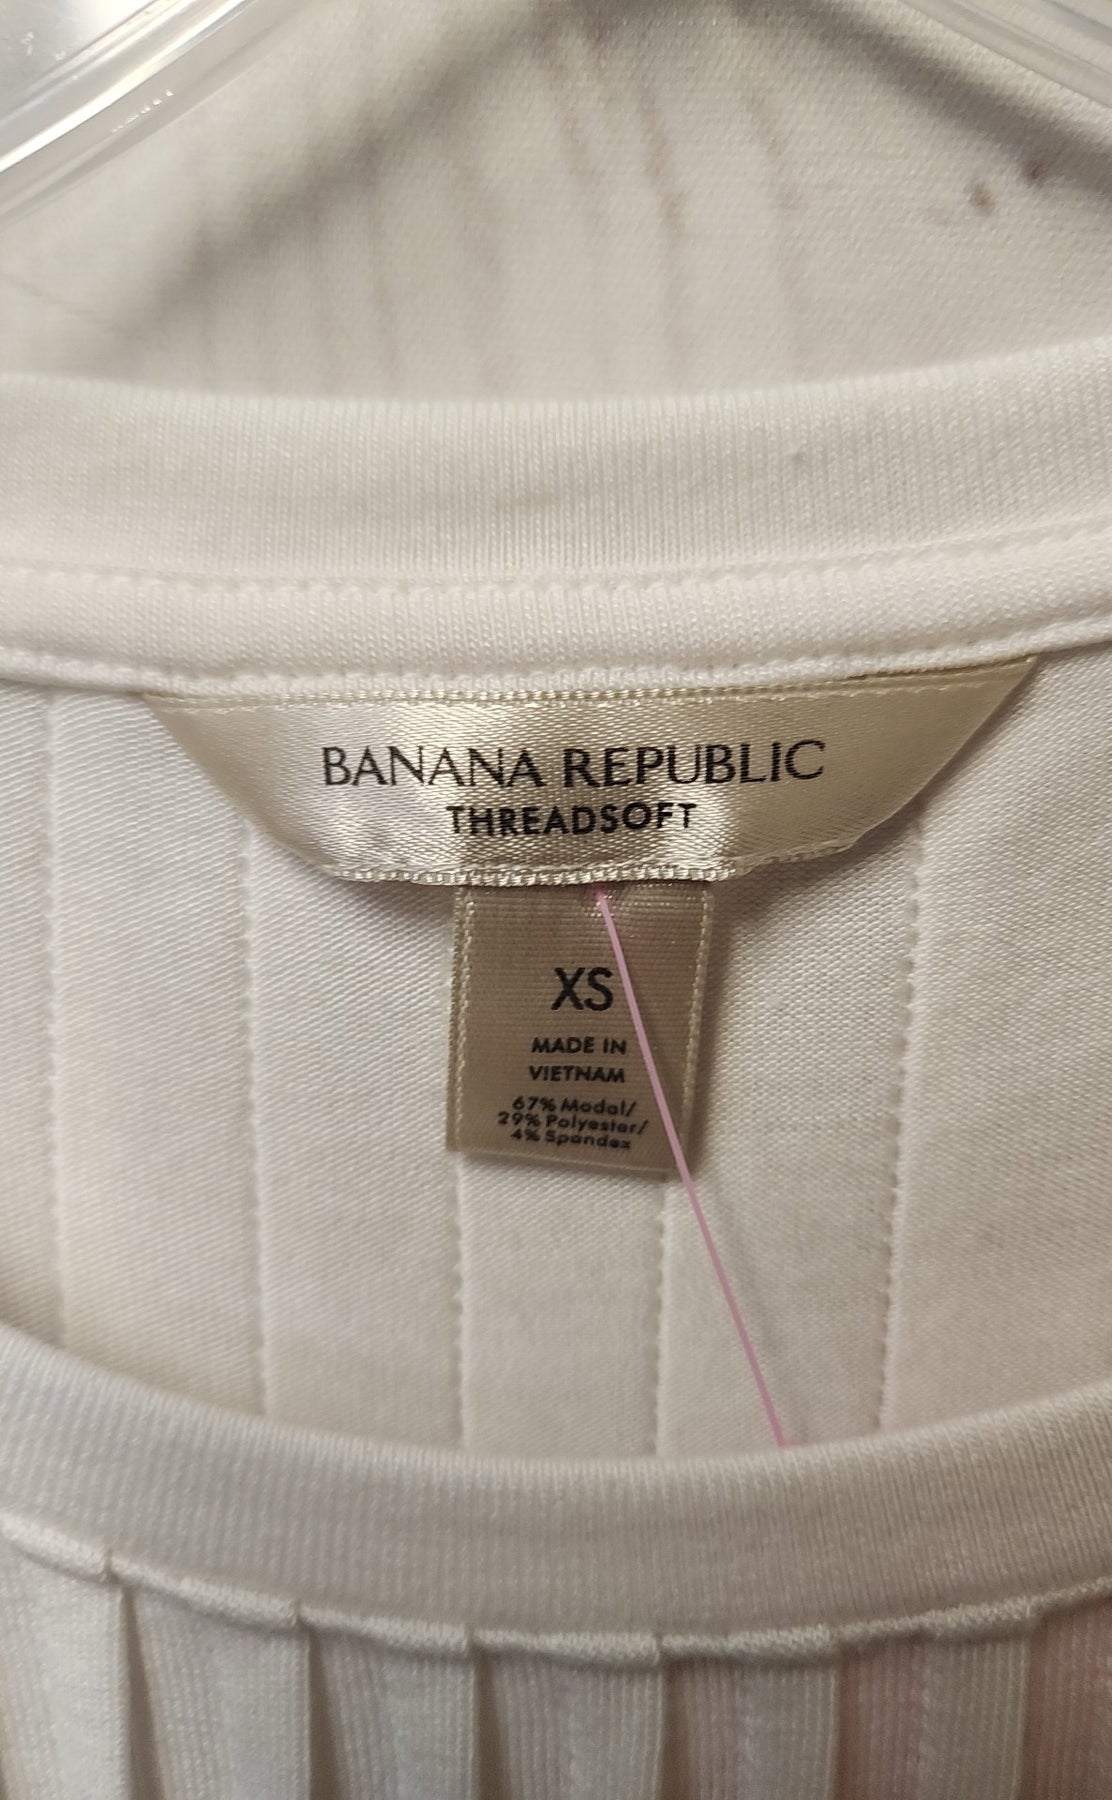 BANANA REPUBLIC
THREADSOFT
XS
MADE IN
VIETNAM
67% Modal/
29% Polyester/
4% Spandex